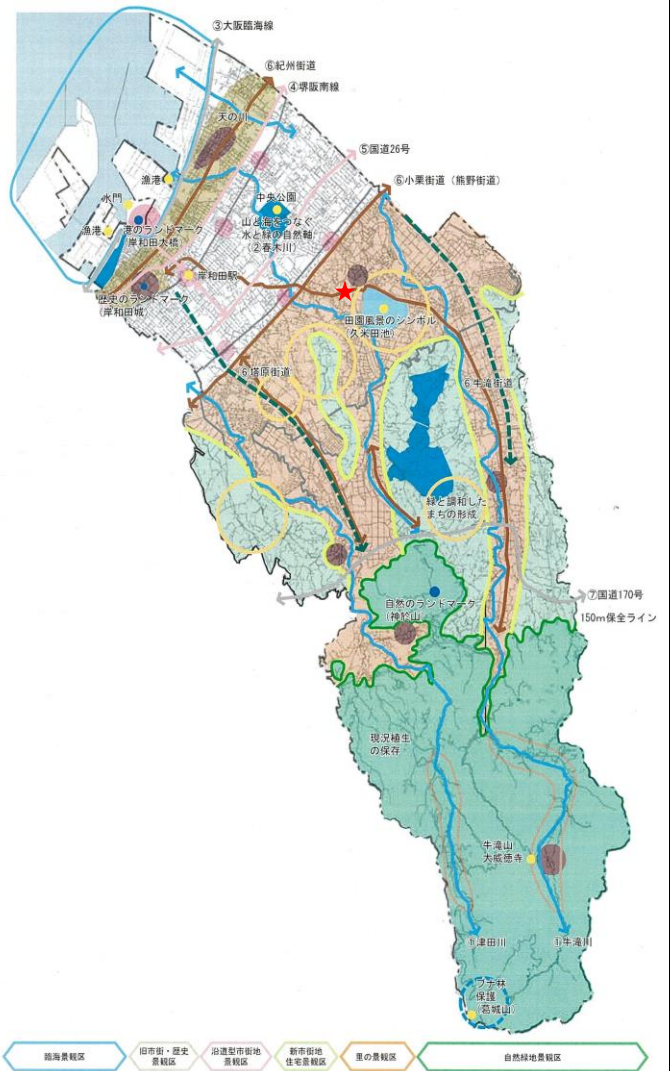 ③大阪臨海線
⑥紀州街道
④堺阪南線
天の川
⑤国道26号
漁港
⑥小栗街道（熊野街道）
水門
中央公園
漁港
港のランドマーク
（岸和田大橋）
山と海をつなぐ
水と緑の自然軸
（②春木川）
岸和田駅
歴史のランドマーク
（岸和田城）
田園風景のシンボル
（久米田池）
⑥塔原街道
⑥牛滝街道
緑と調和した
まちの形成
⑦国道170号
自然のランドマーク
（神於山）
150m保全ライン
現況植生
の保存
牛滝山
大威徳寺
①津田川
①牛滝川
ブナ林
保護
（葛城山）
臨海景観区
旧市街・歴史
景観区
沿道型市街地
景観区
新市街地
住宅景観区
里の景観区
自然緑地景観区